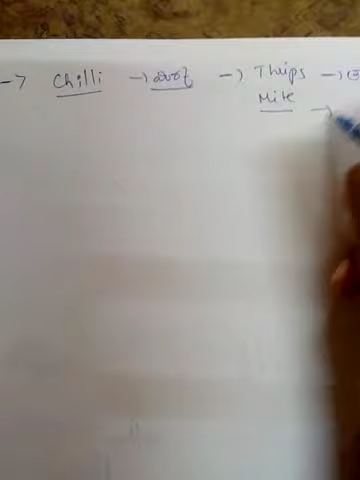 → Chilli → → Thrips →
Mite →